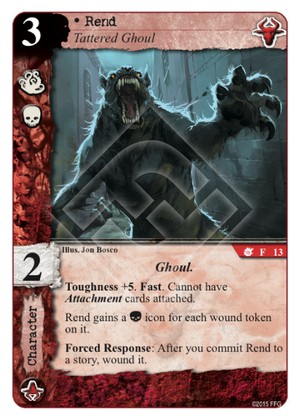 3
• Rend
Tattered Ghoul
Illus. Jon Bosco
F 13
2
Ghoul.
Toughness +5. Fast. Cannot have
Attachment cards attached.
Rend gains a icon for each wound token
on it.
Forced Response: After you commit Rend to
a story, wound it.
Character
©2015 FFG